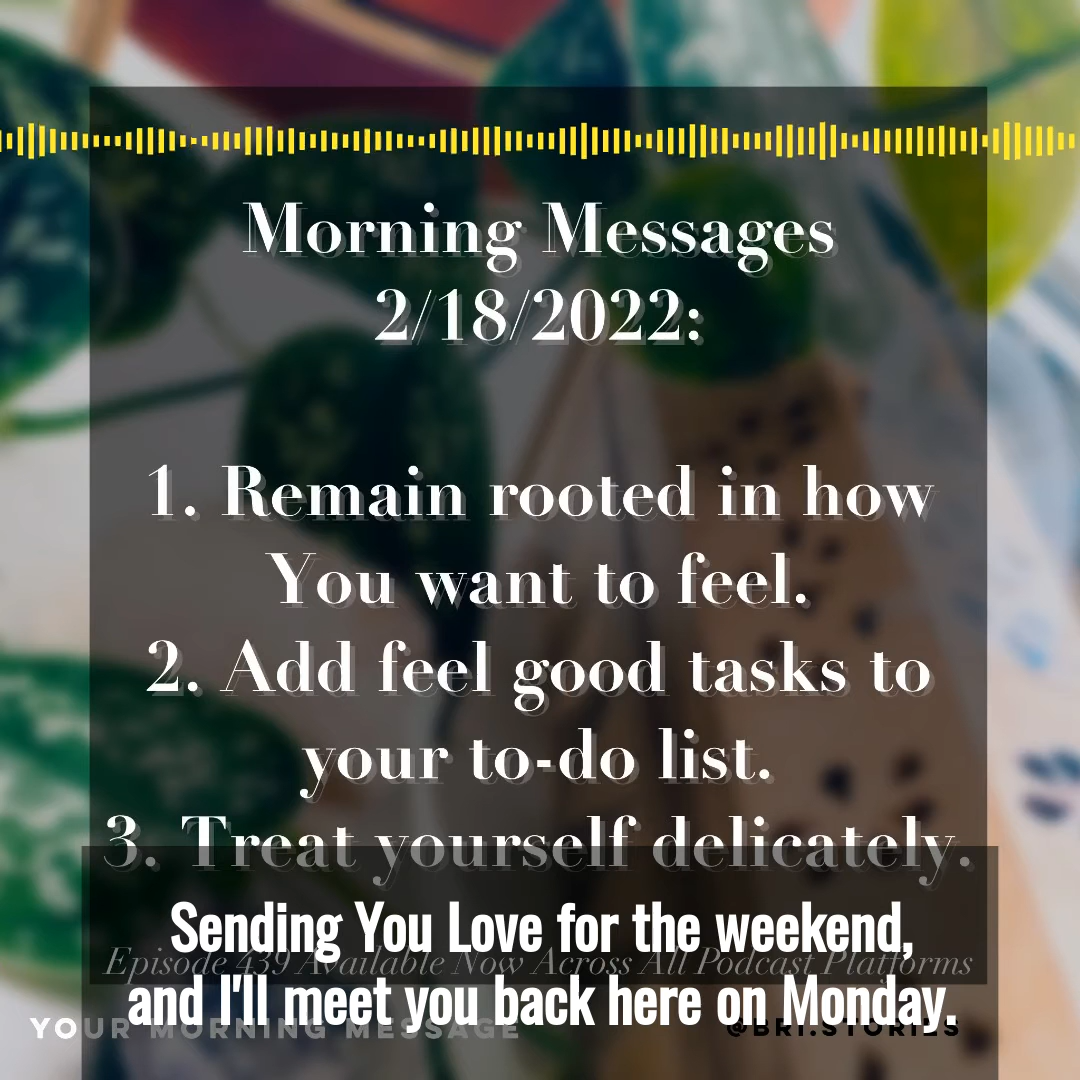 Morning Messages
2/18/2022:
1. Remain rooted in how
You want to feel.
2. Add feel good tasks to
your to-do list.
3. Treat yourself delicately.
Sending You Love for the weekend,
Episode 439 Available Now Across All Podcast Platforms
and I'll meet you back here on Monday.
YOUR MORNING MESSAGE
@BRI.STORIES